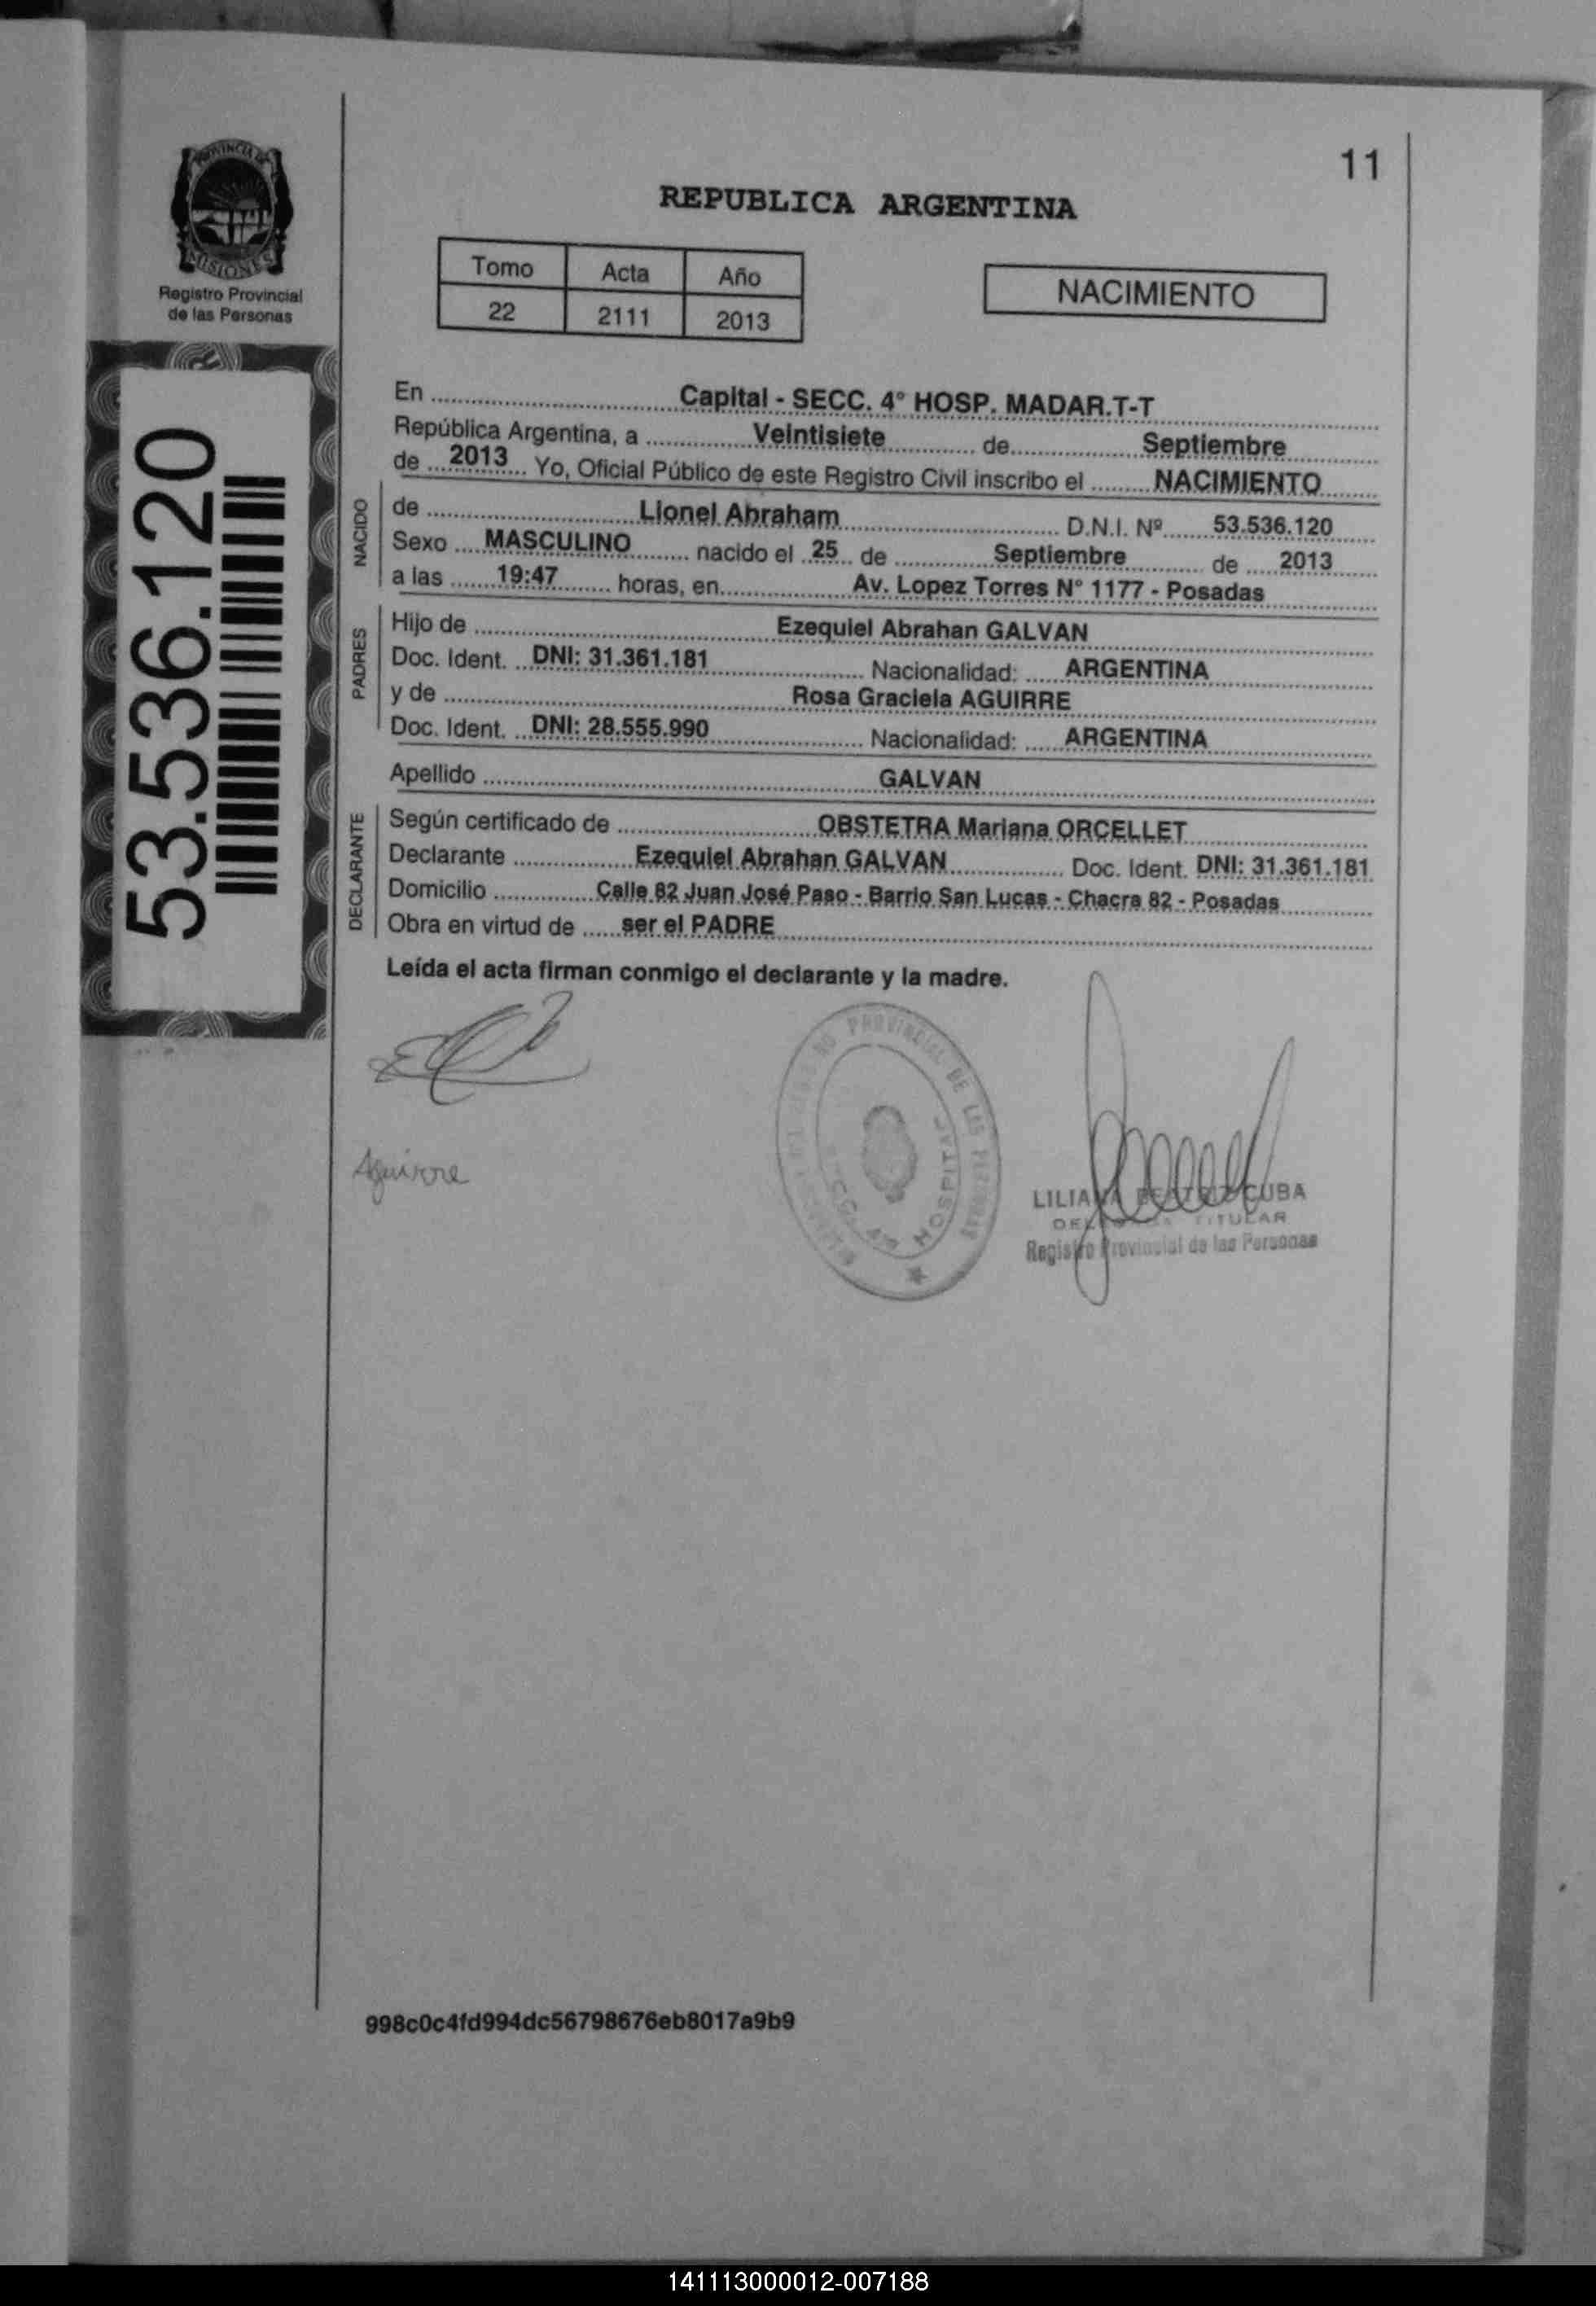 11
PROVINCIA DE
MISIONES
Registro Provincial
de las Personas
REPUBLICA ARGENTINA
Tomo Acta Año
22 2111 2013
NACIMIENTO
53.536.120
En Capital - SECC. 4° HOSP. MADAR.T-T
República Argentina, a Veintisiete de Septiembre
de 2013 Yo, Oficial Público de este Registro Civil inscribo el NACIMIENTO
NACIDO
de Lionel Abraham D.N.I. Nº 53.536.120
Sexo MASCULINO nacido el 25 de Septiembre de 2013
a las 19:47 horas, en Av. Lopez Torres N° 1177 - Posadas
PADRES
Hijo de Ezequiel Abrahan GALVAN
Doc. Ident. DNI: 31.361.181 Nacionalidad: ARGENTINA
y de Rosa Graciela AGUIRRE
Doc. Ident. DNI: 28.555.990 Nacionalidad: ARGENTINA
Apellido GALVAN
DECLARANTE
Según certificado de OBSTETRA Mariana ORCELLET
Declarante Ezequiel Abrahan GALVAN Doc. Ident. DNI: 31.361.181
Domicilio Calle 82 Juan José Paso - Barrio San Lucas - Chacra 82 - Posadas
Obra en virtud de ser el PADRE
Leída el acta firman conmigo el declarante y la madre.
Aguirre
PROVINCIAL DE LAS PERSONAS
HOSPITAL
CUBA
TITULAR
Registro Provincial de las Personas
998c0c4fd994dc56798676eb8017a9b9
141113000012-007188